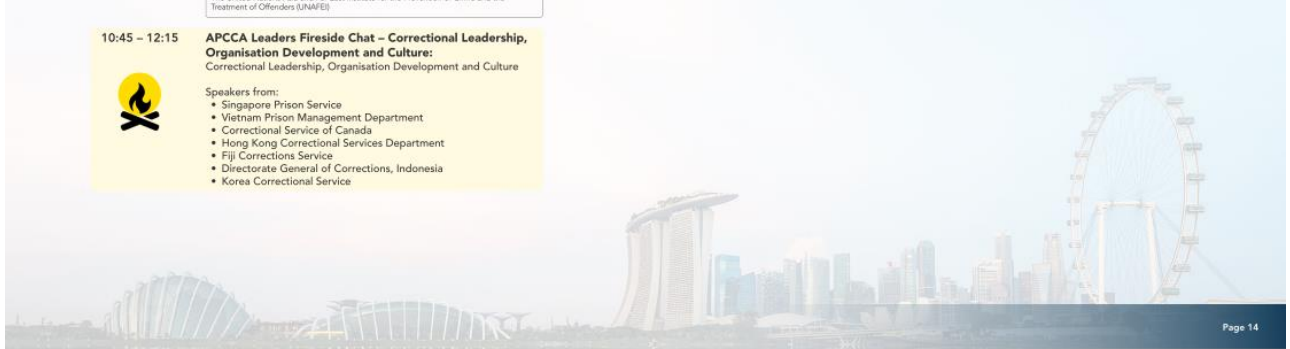 Treatment of Offenders (UNAFEI)
10:45 – 12:15
APCCA Leaders Fireside Chat – Correctional Leadership,
Organisation Development and Culture:
Correctional Leadership, Organisation Development and Culture
Speakers from:
• Singapore Prison Service
• Vietnam Prison Management Department
• Correctional Service of Canada
• Hong Kong Correctional Services Department
• Fiji Corrections Service
• Directorate General of Corrections, Indonesia
• Korea Correctional Service
Page 14